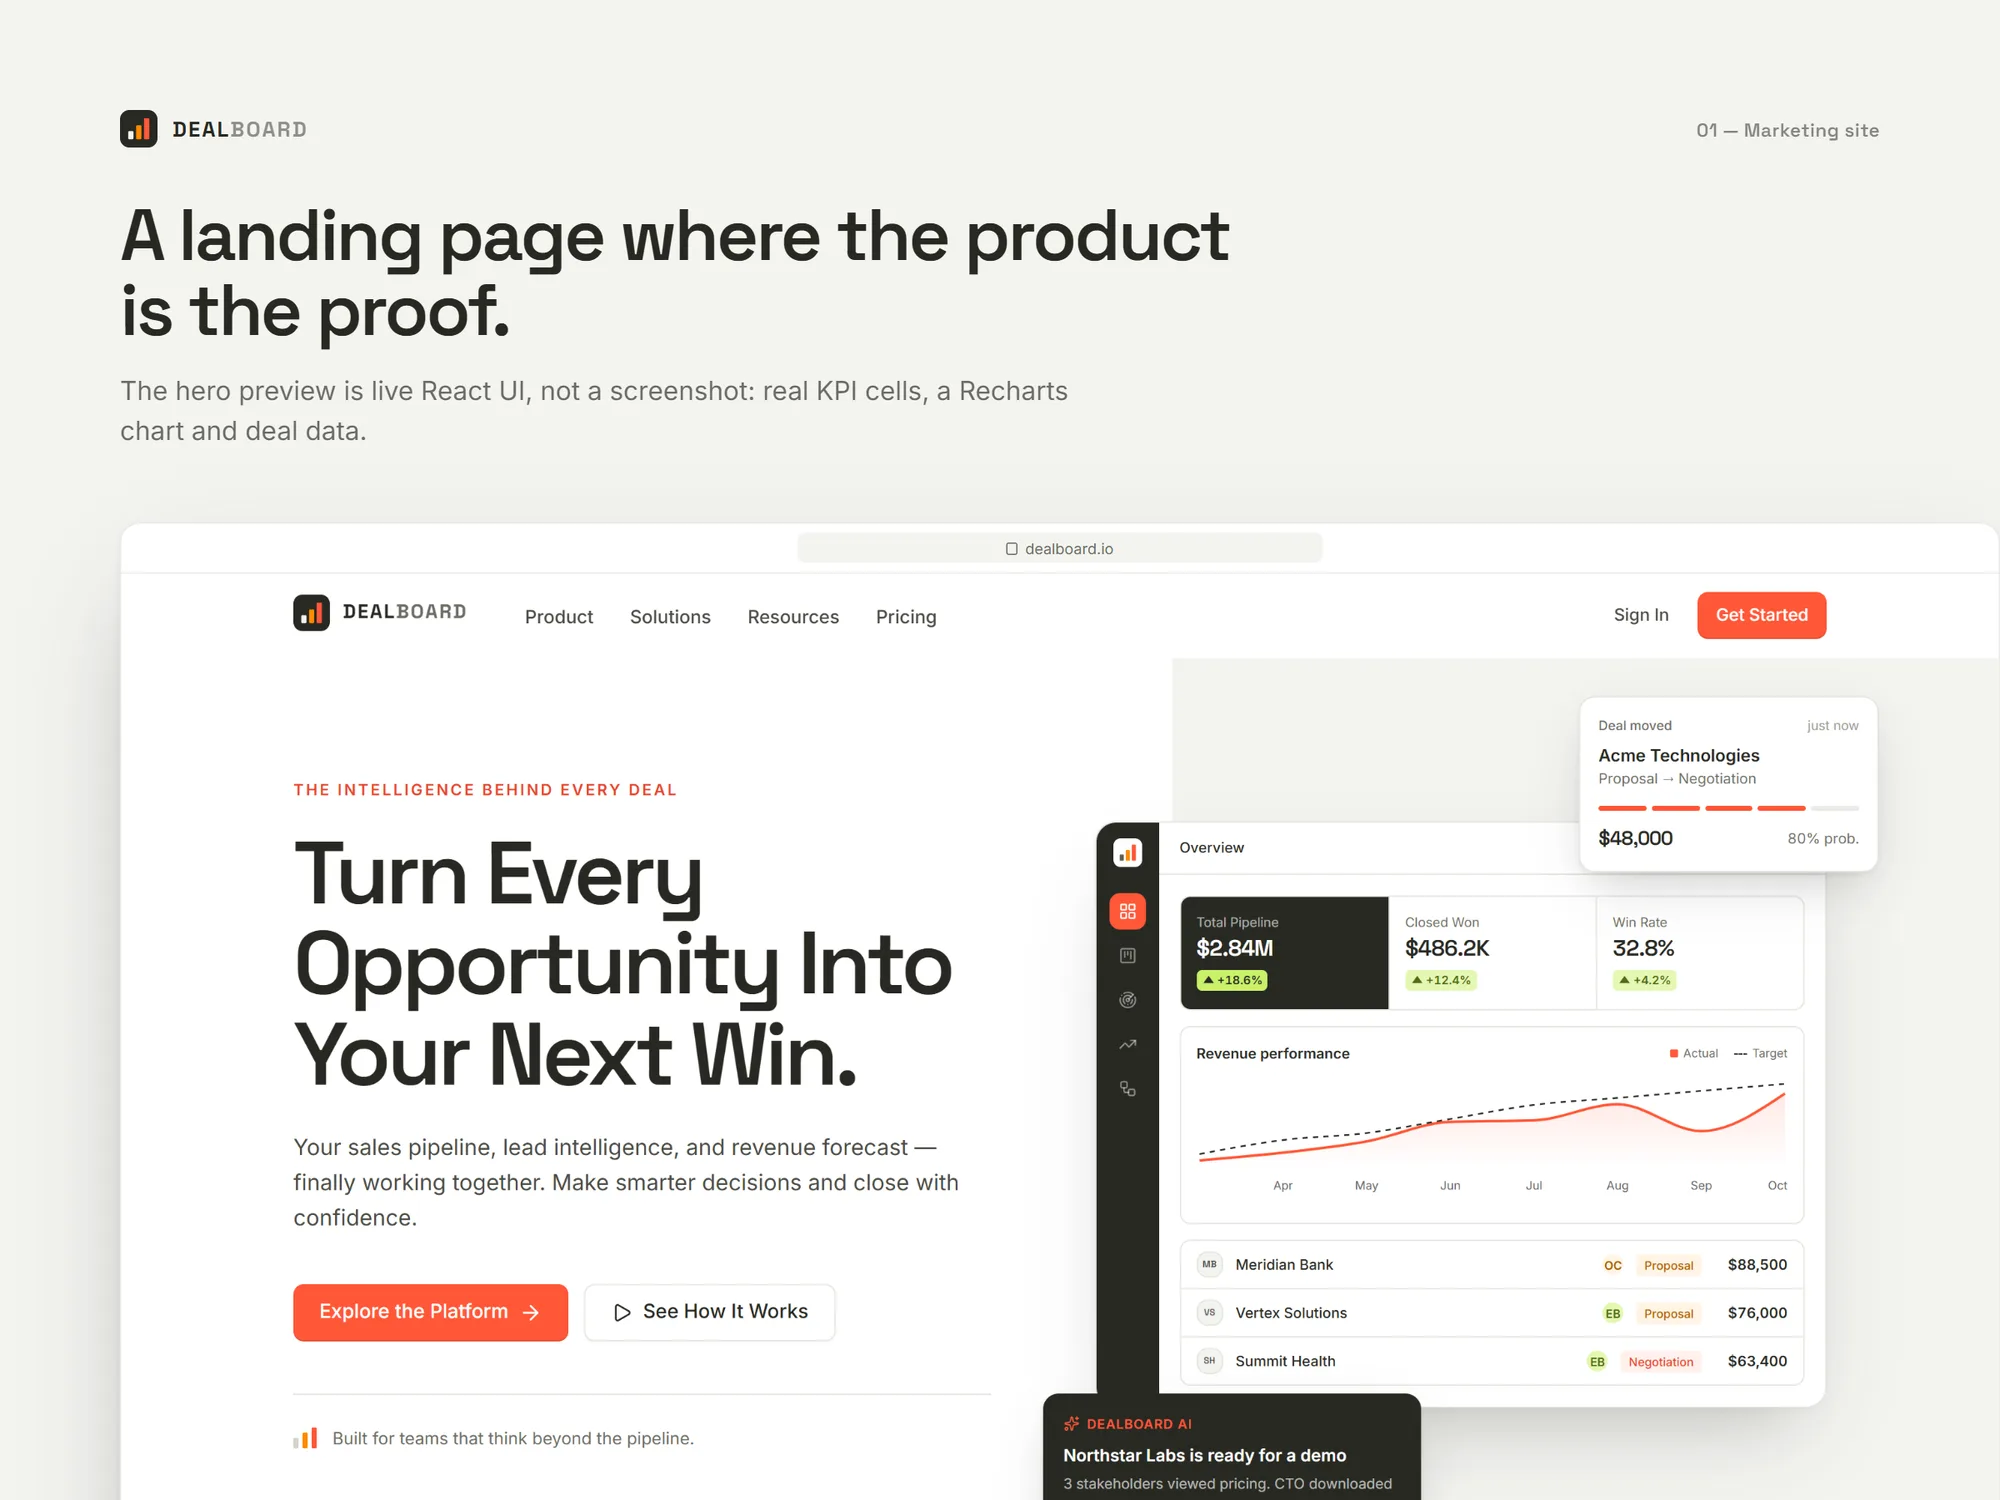 DEALBOARD
01 — Marketing site
A landing page where the product
is the proof.
The hero preview is live React UI, not a screenshot: real KPI cells, a Recharts
chart and deal data.
dealboard.io
DEALBOARD
Product
Solutions
Resources
Pricing
Sign In
Get Started
THE INTELLIGENCE BEHIND EVERY DEAL
Turn Every
Opportunity Into
Your Next Win.
Your sales pipeline, lead intelligence, and revenue forecast —
finally working together. Make smarter decisions and close with
confidence.
Explore the Platform →
See How It Works
Built for teams that think beyond the pipeline.
Deal moved
just now
Acme Technologies
Proposal → Negotiation
$48,000
80% prob.
Overview
Total Pipeline
$2.84M
▲ +18.6%
Closed Won
$486.2K
▲ +12.4%
Win Rate
32.8%
▲ +4.2%
Revenue performance
Actual
Target
Apr May Jun Jul Aug Sep Oct
MB Meridian Bank OC Proposal $88,500
VS Vertex Solutions EB Proposal $76,000
SH Summit Health EB Negotiation $63,400
DEALBOARD AI
Northstar Labs is ready for a demo
3 stakeholders viewed pricing. CTO downloaded